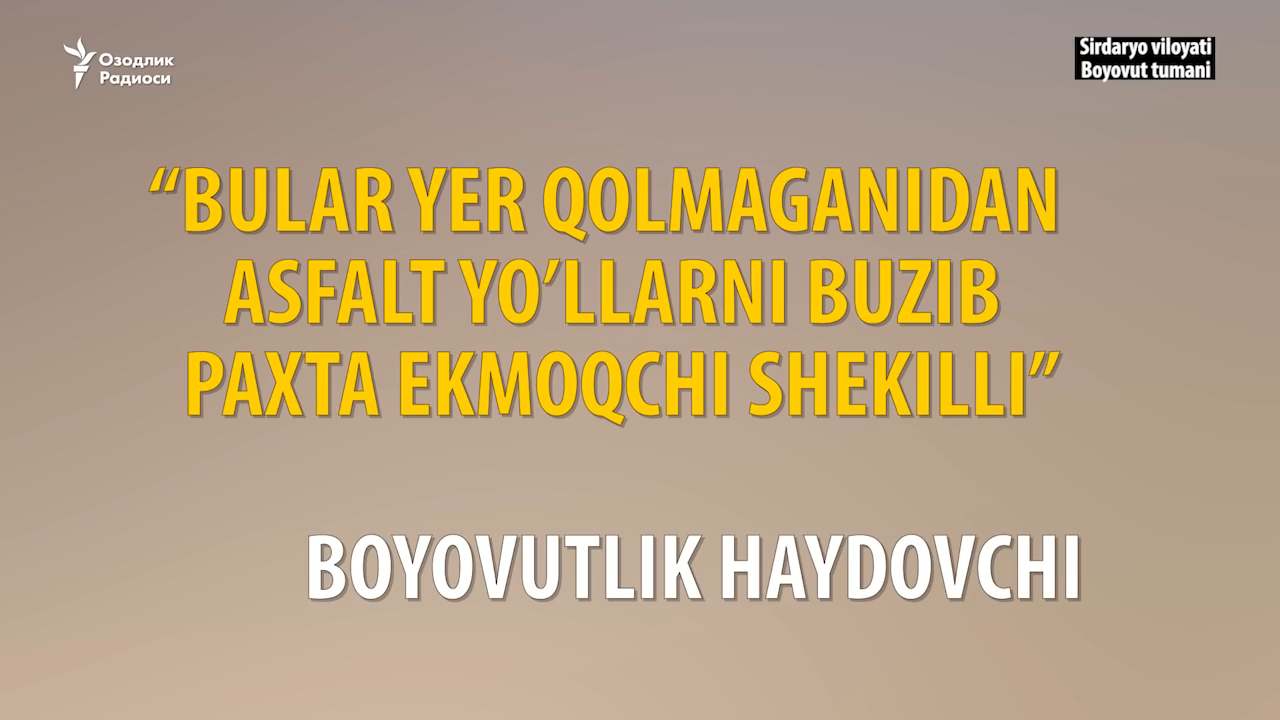 Озодлик
Радиоси
Sirdaryo viloyati
Boyovut tumani
“BULAR YER QOLMAGANIDAN
ASFALT YO’LLARNI BUZIB
PAXTA EKMOQCHI SHEKILLI”
BOYOVUTLIK HAYDOVCHI